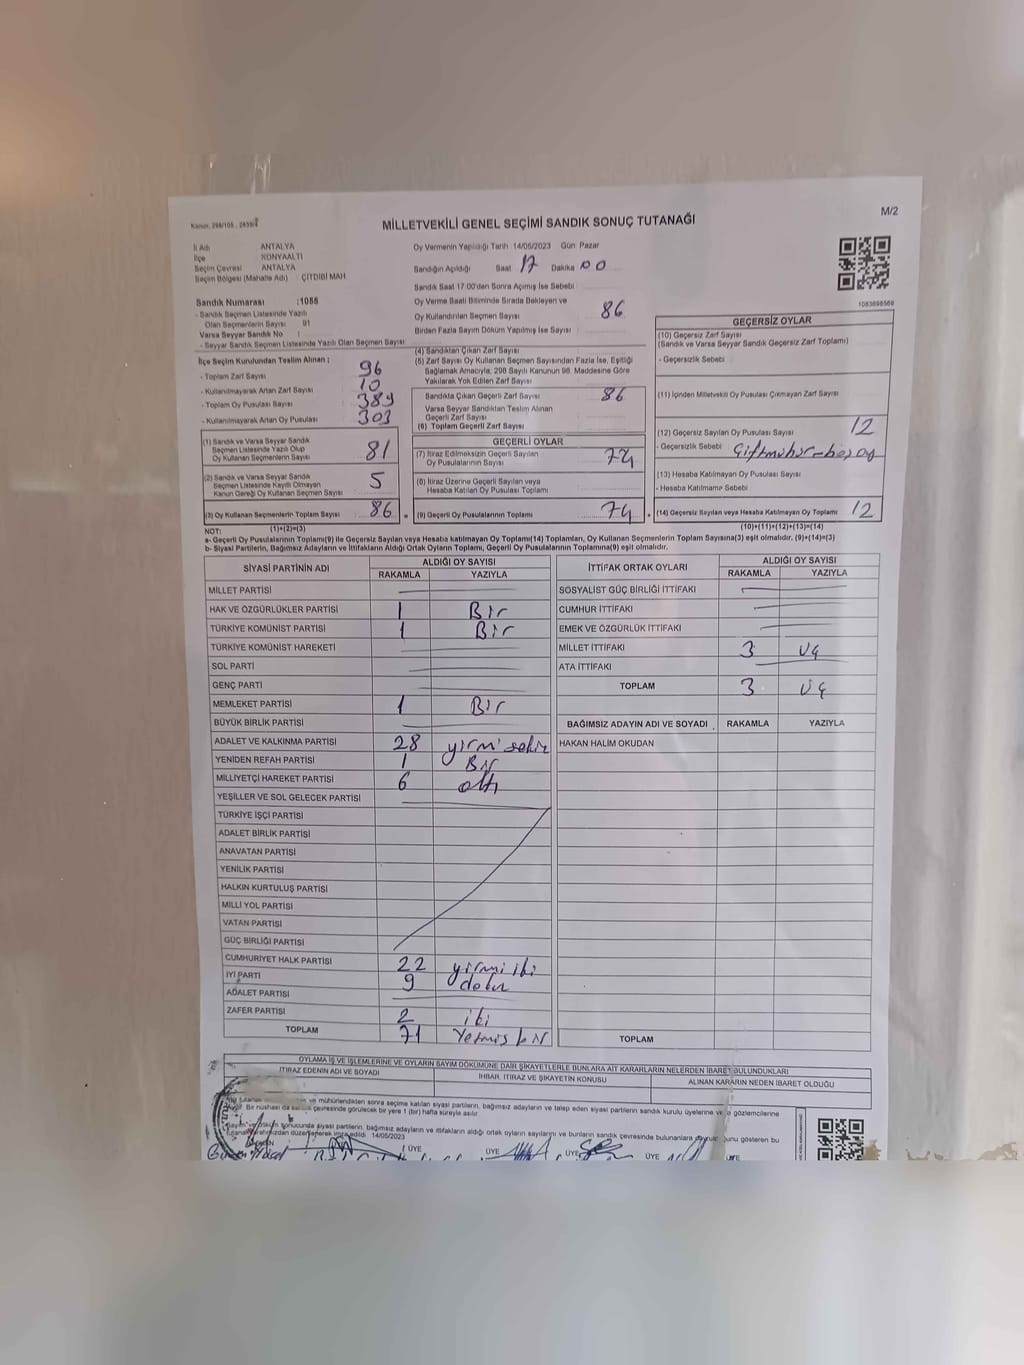 M/2
MİLLETVEKİLİ GENEL SEÇİMİ SANDIK SONUÇ TUTANAĞI
İl Adı ANTALYA
İlçe KONYAALTI
Seçim Çevresi ANTALYA
Seçim Bölgesi (Mahalle Adı) ÇITDIBI MAH.
Sandık Numarası :1056
- Sandık Seçmen Listesinde Yazılı
Olan Seçmenlerin Sayısı 91
Varsa Seyyar Sandık No :
- Seyyar Sandık Seçmen Listesinde Yazılı Olan Seçmen Sayısı
Oy Vermenin Yapıldığı Tarih 14/05/2023 Gün Pazar
Sandığın Açıldığı Saat 17 Dakika 00
Sandık Saat 17:00'den Sonra Açılmış İse Sebebi
Oy Verme Saati Bitiminde Sırada Bekleyen ve
Oy Kullandırılan Seçmen Sayısı 86
Birden Fazla Sayım Döküm Yapılmış İse Sayısı
İlçe Seçim Kurulundan Teslim Alınan ;
- Toplam Zarf Sayısı 96
- Kullanılmayarak Artan Zarf Sayısı 10
- Toplam Oy Pusulası Sayısı 389
- Kullanılmayarak Artan Oy Pusulası 303
(1) Sandık ve Varsa Seyyar Sandık
Seçmen Listesinde Yazılı Olup
Oy Kullanan Seçmenlerin Sayısı 81
(2) Sandık ve Varsa Seyyar Sandık
Seçmen Listesinde Kayıtlı Olmayan
Kanun Gereği Oy Kullanan Seçmen Sayısı 5
(3) Oy Kullanan Seçmenlerin Toplam Sayısı 86
(1)+(2)=(3)
(4) Sandıktan Çıkan Zarf Sayısı
(5) Zarf Sayısı Oy Kullanan Seçmen Sayısından Fazla İse, Eşitliği
Sağlamak Amacıyla; 298 Sayılı Kanunun 98. Maddesine Göre
Yakılarak Yok Edilen Zarf Sayısı
Sandıkta Çıkan Geçerli Zarf Sayısı 86
Varsa Seyyar Sandıktan Teslim Alınan
Geçerli Zarf Sayısı
(6) Toplam Geçerli Zarf Sayısı
GEÇERLİ OYLAR
(7) İtiraz Edilmeksizin Geçerli Sayılan
Oy Pusulalarının Sayısı 74
(8) İtiraz Üzerine Geçerli Sayılan veya
Hesaba Katılan Oy Pusulası Toplamı
(9) Geçerli Oy Pusulalarının Toplamı 74
1083698569
GEÇERSİZ OYLAR
(10) Geçersiz Zarf Sayısı
(Sandık ve Varsa Seyyar Sandık Geçersiz Zarf Toplamı)
- Geçersizlik Sebebi
(11) İçinden Milletvekili Oy Pusulası Çıkmayan Zarf Sayısı
(12) Geçersiz Sayılan Oy Pusulası Sayısı 12
- Geçersizlik Sebebi Çiftmühür-boş oy
(13) Hesaba Katılmayan Oy Pusulası Sayısı
- Hesaba Katılmama Sebebi
(14) Geçersiz Sayılan veya Hesaba Katılmayan Oy Toplamı 12
(10)+(11)+(12)+(13)=(14)
NOT:
a- Geçerli Oy Pusulalarının Toplamı(9) ile Geçersiz Sayılan veya Hesaba katılmayan Oy Toplamı(14) Toplamları, Oy Kullanan Seçmenlerin Toplam Sayısına(3) eşit olmalıdır. (9)+(14)=(3)
b- Siyasi Partilerin, Bağımsız Adayların ve İttifakların Aldığı Ortak Oyların Toplamı, Geçerli Oy Pusulalarının Toplamına(9) eşit olmalıdır.
SİYASİ PARTİNİN ADI ALDIĞI OY SAYISI
RAKAMLA YAZIYLA
MİLLET PARTİSİ
HAK VE ÖZGÜRLÜKLER PARTİSİ 1 Bir
TÜRKİYE KOMÜNİST PARTİSİ 1 Bir
TÜRKİYE KOMÜNİST HAREKETİ
SOL PARTİ
GENÇ PARTİ
MEMLEKET PARTİSİ 1 Bir
BÜYÜK BİRLİK PARTİSİ
ADALET VE KALKINMA PARTİSİ 28 yirmi sekiz
YENİDEN REFAH PARTİSİ 1 Bir
MİLLİYETÇİ HAREKET PARTİSİ 6 altı
YEŞİLLER VE SOL GELECEK PARTİSİ
TÜRKİYE İŞÇİ PARTİSİ
ADALET BİRLİK PARTİSİ
ANAVATAN PARTİSİ
YENİLİK PARTİSİ
HALKIN KURTULUŞ PARTİSİ
MİLLİ YOL PARTİSİ
VATAN PARTİSİ
GÜÇ BİRLİĞİ PARTİSİ
CUMHURİYET HALK PARTİSİ 22 yirmi iki
İYİ PARTİ 9 dokuz
ADALET PARTİSİ
ZAFER PARTİSİ 2 iki
TOPLAM 71 Yetmiş bir
İTTİFAK ORTAK OYLARI ALDIĞI OY SAYISI
RAKAMLA YAZIYLA
SOSYALİST GÜÇ BİRLİĞİ İTTİFAKI
CUMHUR İTTİFAKI
EMEK VE ÖZGÜRLÜK İTTİFAKI
MİLLET İTTİFAKI 3 üç
ATA İTTİFAKI
TOPLAM 3 üç
BAĞIMSIZ ADAYIN ADI VE SOYADI RAKAMLA YAZIYLA
HAKAN HALİM OKUDAN
TOPLAM
OYLAMA İŞ VE İŞLEMLERİNE VE OYLARIN SAYIM DÖKÜMÜNE DAİR ŞİKAYETLERLE BUNLARA AİT KARARLARIN NELERDEN İBARET BULUNDUKLARI
İTİRAZ EDENİN ADI VE SOYADI İHBAR, İTİRAZ VE ŞİKAYETİN KONUSU ALINAN KARARIN NEDEN İBARET OLDUĞU
ve mühürlendikten sonra seçime katılan siyasi partilerin, bağımsız adayların ve talep eden siyasi partilerin sandık kurulu üyelerine ve gözlemcilerine
Bir nüshası da sandık çevresinde görülecek bir yere 1 (bir) hafta süreyle asılır.
sonucunda siyasi partilerin, bağımsız adayların ve ittifakların aldığı ortak oyların sayılarını ve bunların sandık çevresinde bulunanlara
14/05/2023
ÜYE ÜYE ÜYE ÜYE ÜYE